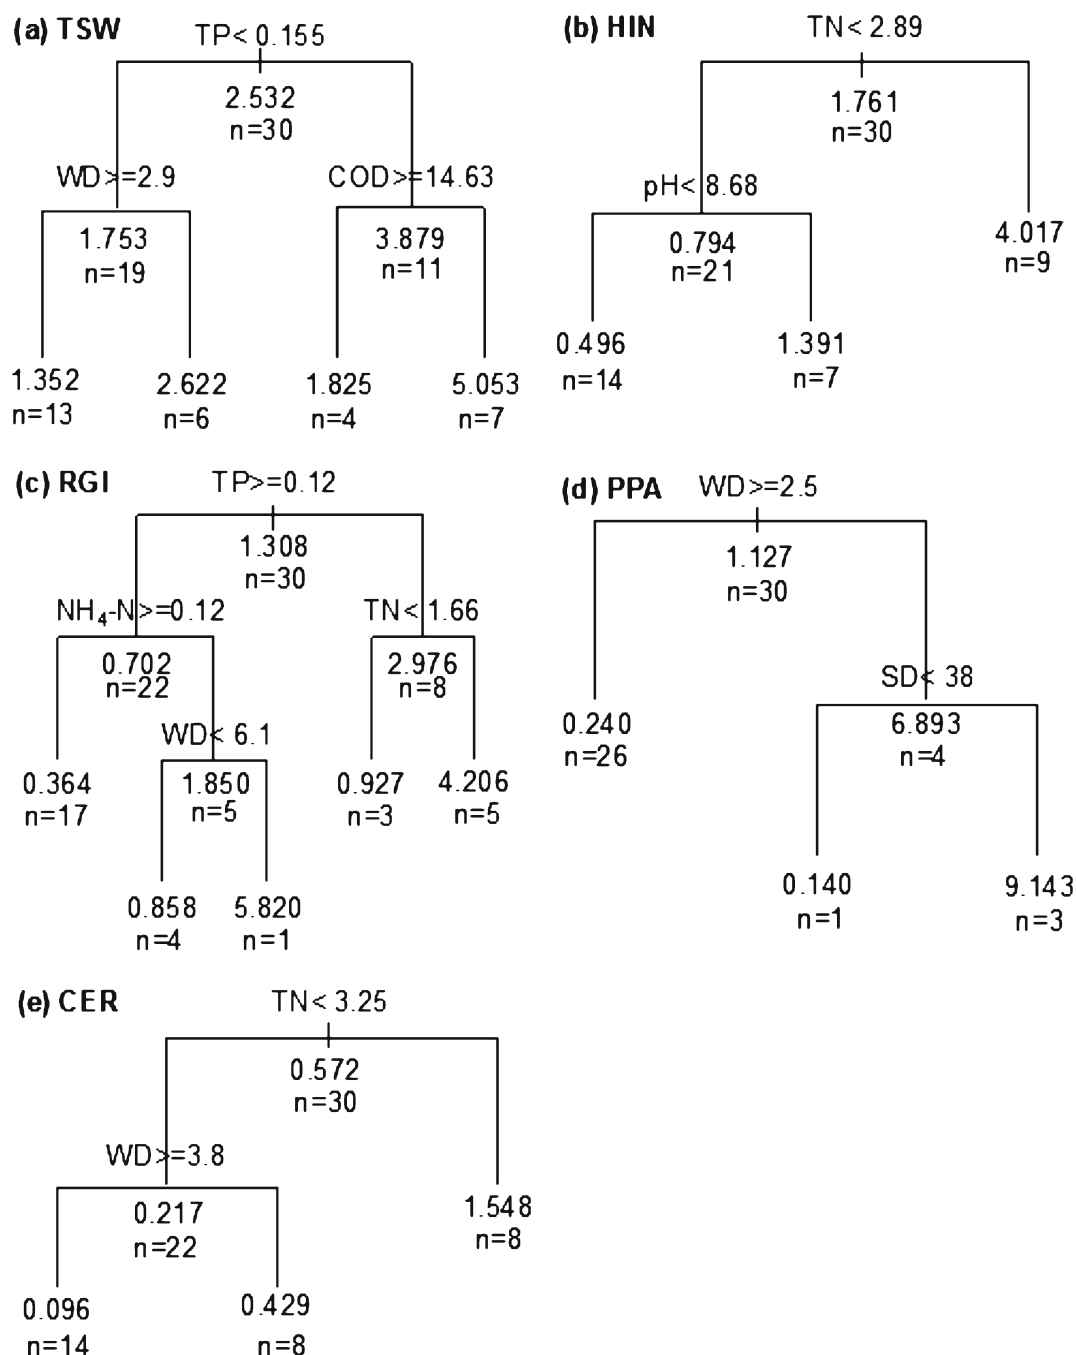 (a) TSW
TP< 0.155
2.532
n=30
WD>=2.9
COD>=14.63
1.753
n=19
3.879
n=11
1.352
n=13
2.622
n=6
1.825
n=4
5.053
n=7
(b) HIN
TN< 2.89
1.761
n=30
pH< 8.68
0.794
n=21
4.017
n=9
0.496
n=14
1.391
n=7
(c) RGI
TP>=0.12
1.308
n=30
NH4-N>=0.12
TN< 1.66
0.702
n=22
2.976
n=8
WD< 6.1
0.364
n=17
1.850
n=5
0.927
n=3
4.206
n=5
0.858
n=4
5.820
n=1
(d) PPA
WD>=2.5
1.127
n=30
SD< 38
0.240
n=26
6.893
n=4
0.140
n=1
9.143
n=3
(e) CER
TN< 3.25
0.572
n=30
WD>=3.8
0.217
n=22
1.548
n=8
0.096
n=14
0.429
n=8